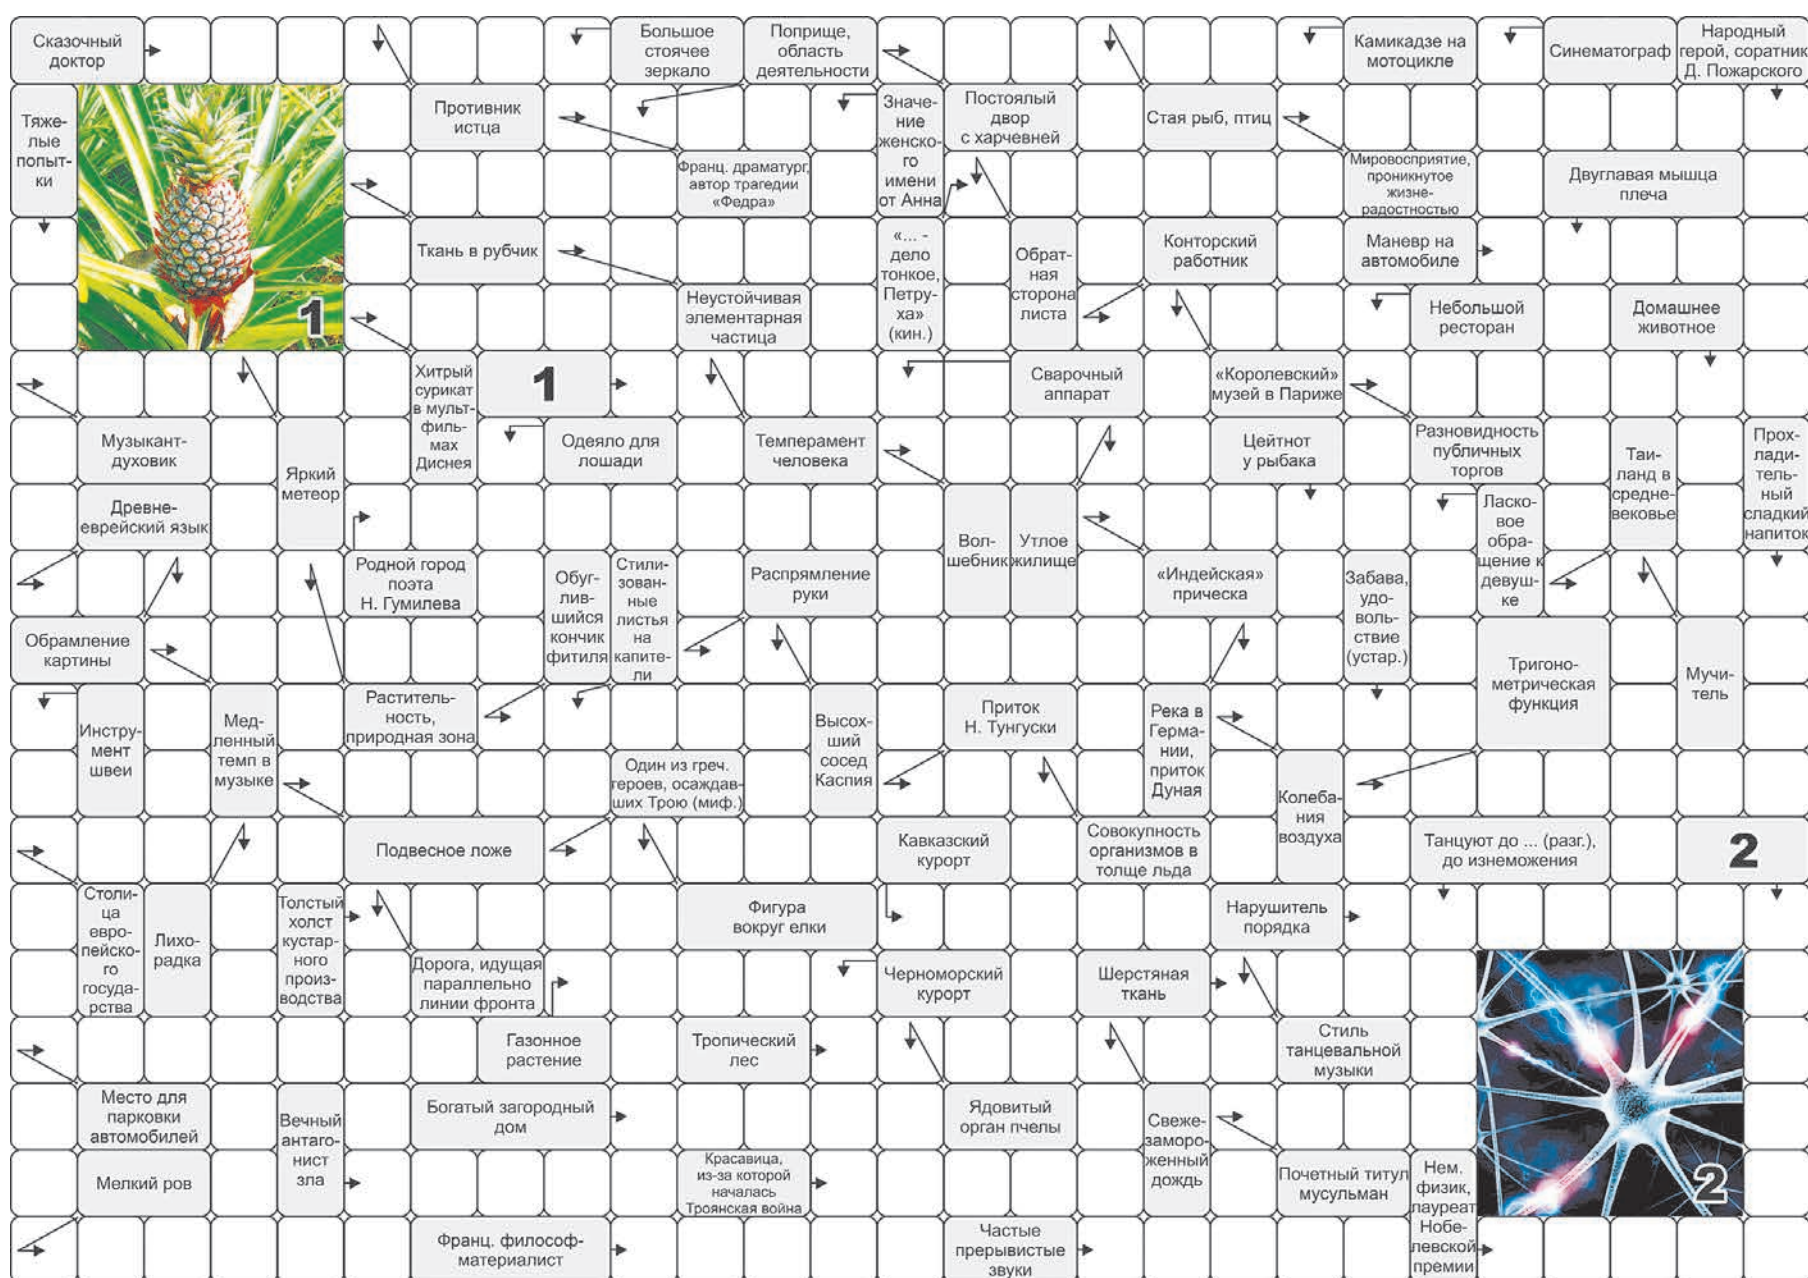 Сказочный
доктор
Большое
стоячее
зеркало
Поприще,
область
деятельности
Камикадзе на
мотоцикле
Синематограф
Народный
герой, соратник
Д. Пожарского
Тяже-
лые
попыт-
ки
Противник
истца
Значе-
ние
женско-
го
имени
от Анна
Постоялый
двор
с харчевней
Стая рыб, птиц
Франц. драматург,
автор трагедии
«Федра»
Мировосприятие,
проникнутое
жизне-
радостностью
Двуглавая мышца
плеча
Ткань в рубчик
«... -
дело
тонкое,
Петру-
ха»
(кин.)
Обрат-
ная
сторона
листа
Конторский
работник
Маневр на
автомобиле
1
Неустойчивая
элементарная
частица
Небольшой
ресторан
Домашнее
животное
Хитрый
сурикат
в мульт-
филь-
мах
Диснея
1
Сварочный
аппарат
«Королевский»
музей в Париже
Музыкант-
духовик
Яркий
метеор
Одеяло для
лошади
Темперамент
человека
Цейтнот
у рыбака
Разновидность
публичных
торгов
Таи-
ланд в
средне-
вековье
Прох-
лади-
тель-
ный
сладкий
напиток
Древне-
еврейский язык
Вол-
шебник
Утлое
жилище
Ласко-
вое
обра-
щение к
девуш-
ке
Родной город
поэта
Н. Гумилева
Обуг-
лив-
шийся
кончик
фитиля
Стили-
зован-
ные
листья
на
капите-
ли
Распрямление
руки
«Индейская»
прическа
Забава,
удо-
воль-
ствие
(устар.)
Обрамление
картины
Тригоно-
метрическая
функция
Мучи-
тель
Инстру-
мент
швеи
Мед-
ленный
темп в
музыке
Раститель-
ность,
природная зона
Высох-
ший
сосед
Каспия
Приток
Н. Тунгуски
Река в
Герма-
нии,
приток
Дуная
Один из греч.
героев, осаждав-
ших Трою (миф.)
Колеба-
ния
воздуха
Подвесное ложе
Кавказский
курорт
Совокупность
организмов в
толще льда
Танцуют до ... (разг.),
до изнеможения
2
Столи-
ца
евро-
пейско-
го
госуда-
рства
Лихо-
радка
Толстый
холст
кустар-
ного
произ-
водства
Фигура
вокруг елки
Нарушитель
порядка
Дорога, идущая
параллельно
линии фронта
Черноморский
курорт
Шерстяная
ткань
Газонное
растение
Тропический
лес
Стиль
танцевальной
музыки
Место для
парковки
автомобилей
Вечный
антаго-
нист
зла
Богатый загородный
дом
Ядовитый
орган пчелы
Свеже-
заморо-
женный
дождь
Мелкий ров
Красавица,
из-за которой
началась
Троянская война
Почетный титул
мусульман
Нем.
физик,
лауреат
Нобе-
левской
премии
2
Франц. философ-
материалист
Частые
прерывистые
звуки